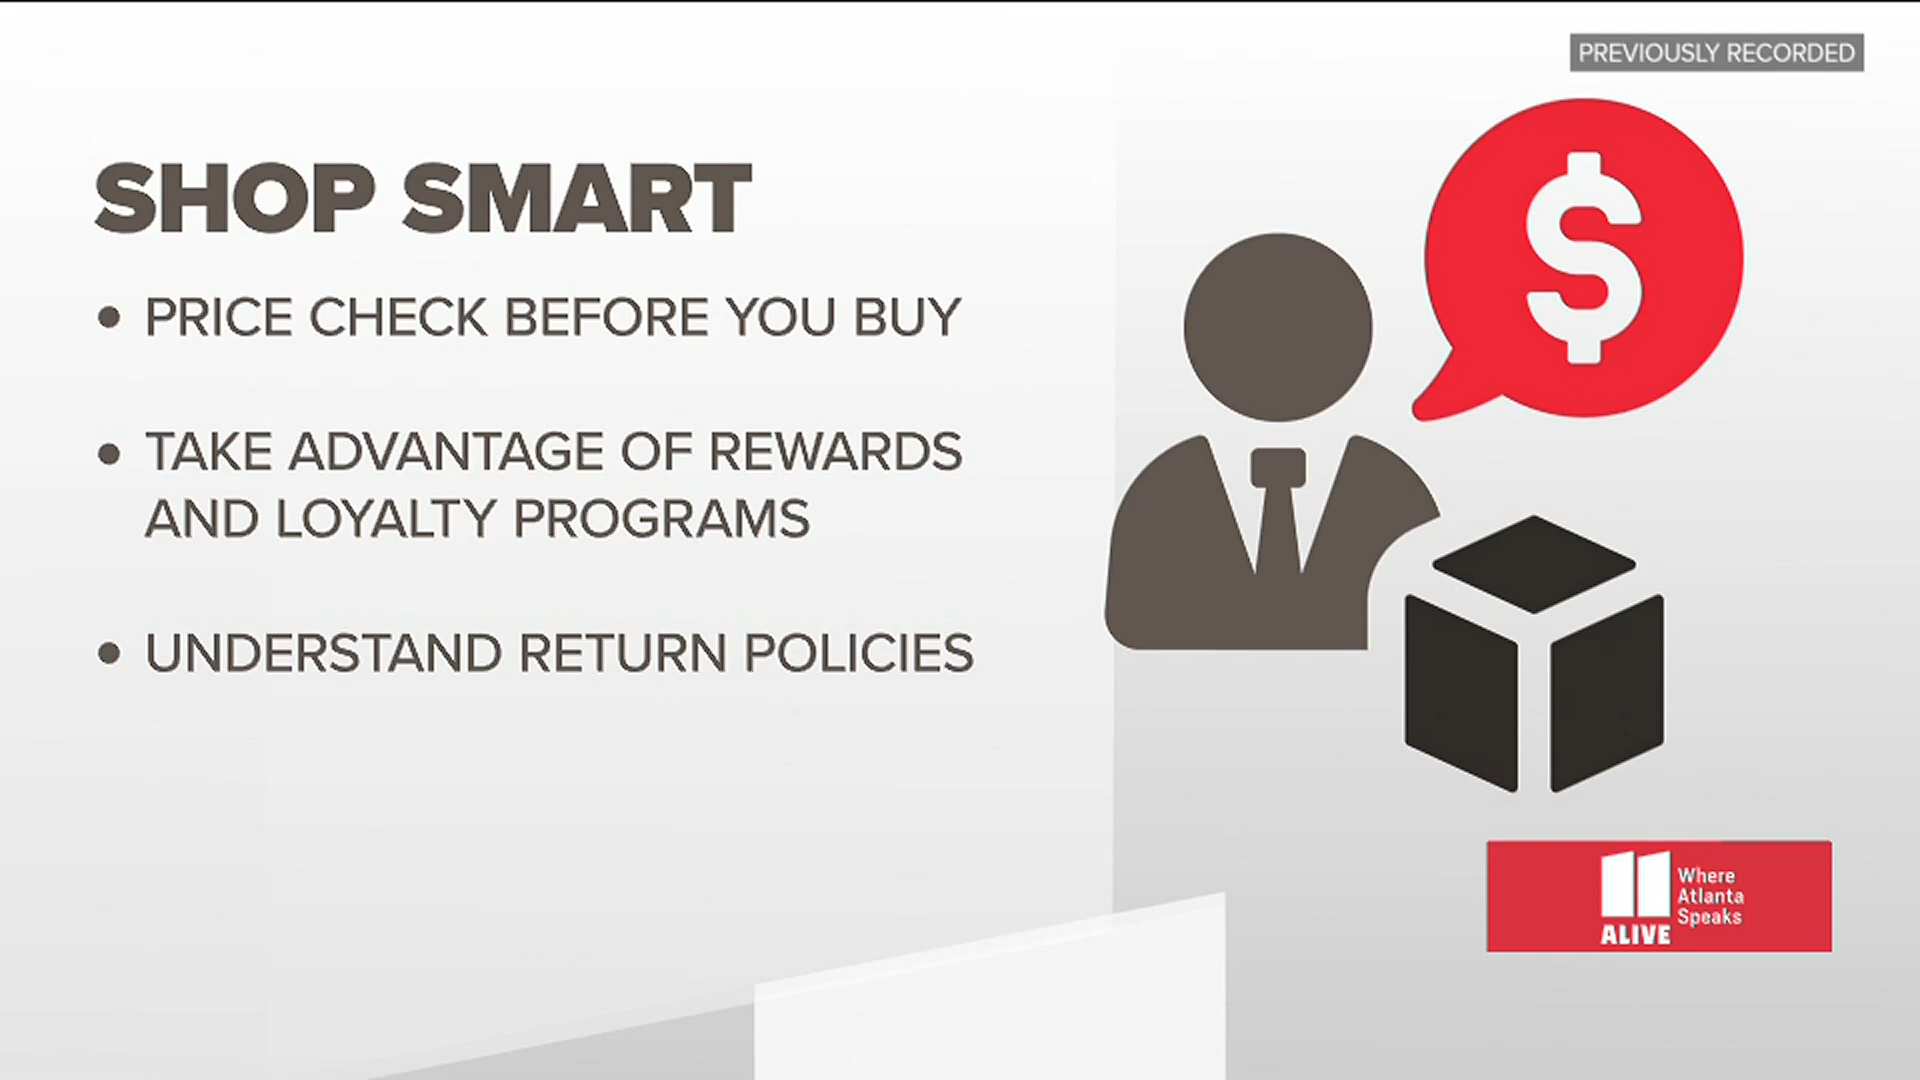 PREVIOUSLY RECORDED
SHOP SMART
• PRICE CHECK BEFORE YOU BUY
• TAKE ADVANTAGE OF REWARDS
AND LOYALTY PROGRAMS
• UNDERSTAND RETURN POLICIES
$
11
ALIVE
Where
Atlanta
Speaks